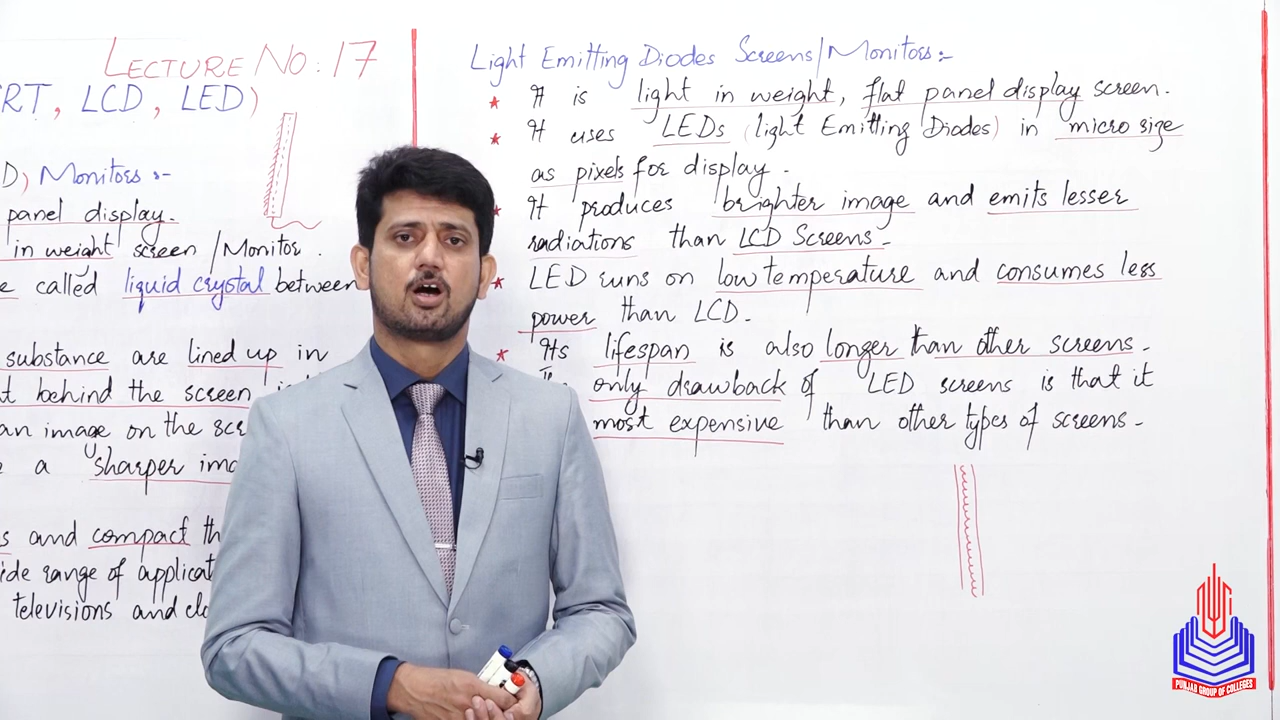 LECTURE NO: 17
CRT, LCD, LED)
D) Monitors :-
panel display.
in weight screen / Monitor.
called liquid crystal between
substance are lined up in
t behind the screen
an image on the scr
a sharper ima
s and compact th
ide range of applicat
televisions and clo
Light Emitting Diodes Screens/Monitors:-
* It is light in weight, flat panel display screen.
* It uses LEDs (light Emitting Diodes) in micro size
as pixels for display.
* It produces brighter image and emits lesser
radiations than LCD Screens.
* LED runs on low temperature and consumes less
power than LCD.
* Its lifespan is also longer than other screens.
only drawback of LED screens is that it
most expensive than other types of screens.
PUNJAB GROUP OF COLLEGES